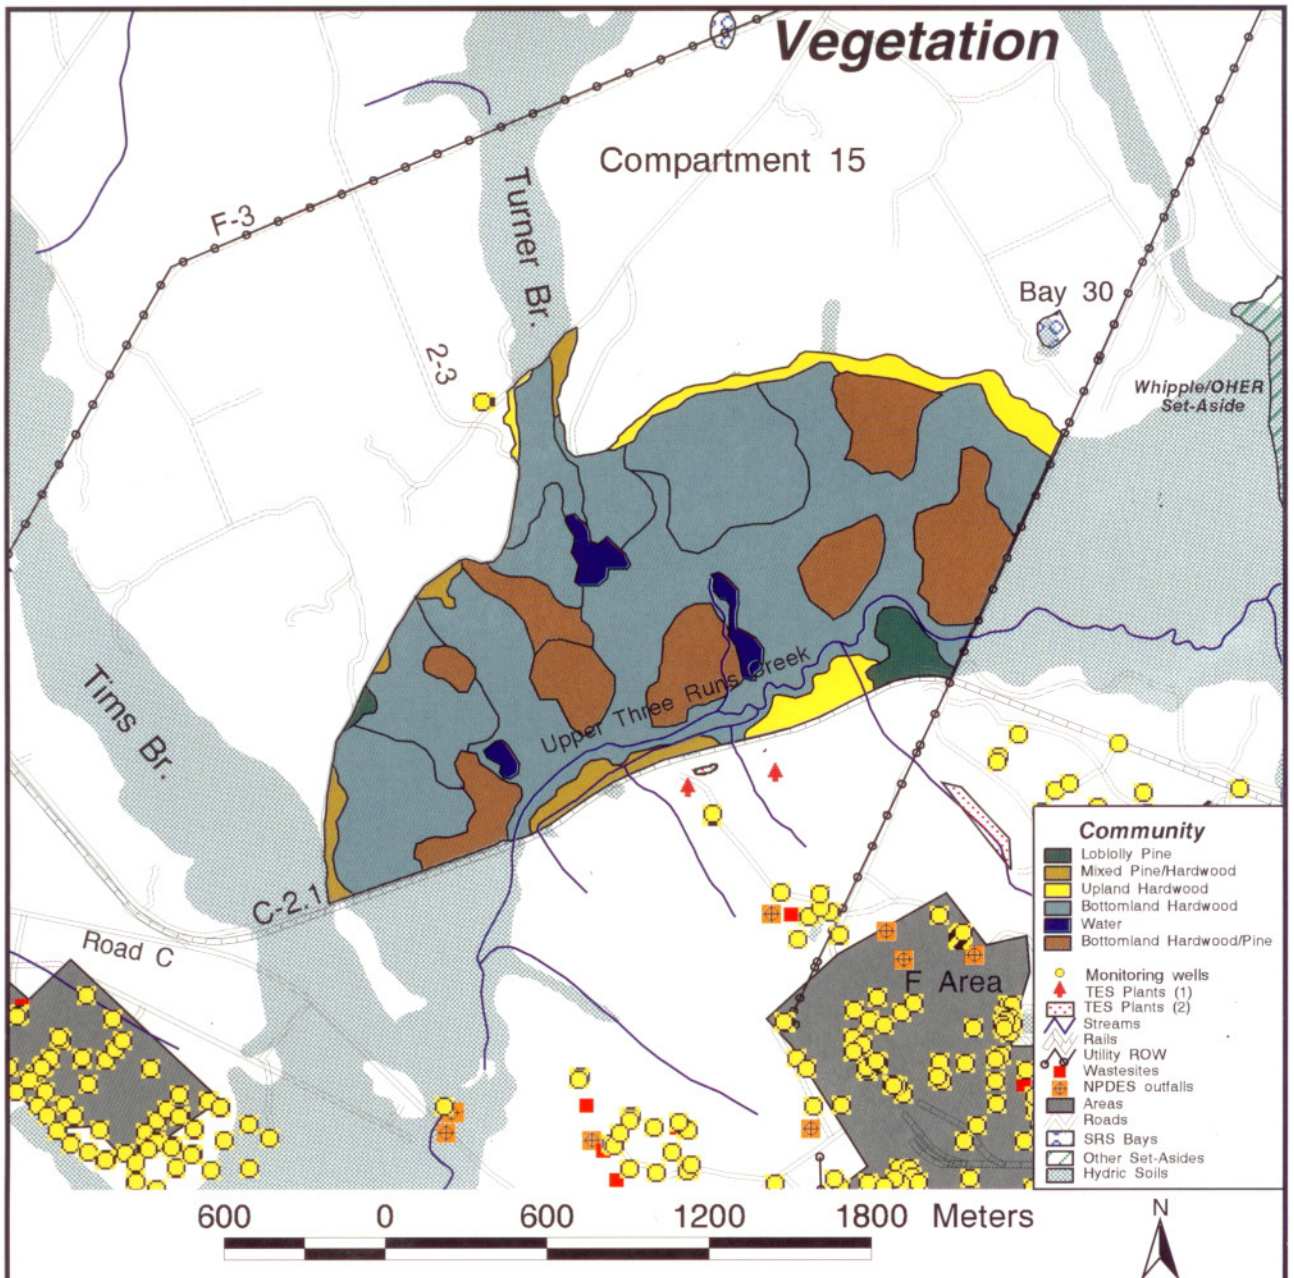 Vegetation
Compartment 15
F-3
Turner Br.
Bay 30
2-3
Whipple/OHER
Set-Aside
Tims Br.
Upper Three Runs Creek
C-2.1
Road C
F Area
Community
Loblolly Pine
Mixed Pine/Hardwood
Upland Hardwood
Bottomland Hardwood
Water
Bottomland Hardwood/Pine
Monitoring wells
TES Plants (1)
TES Plants (2)
Streams
Rails
Utility ROW
Wastesites
NPDES outfalls
Areas
Roads
SRS Bays
Other Set-Asides
Hydric Soils
600 0 600 1200 1800 Meters
N